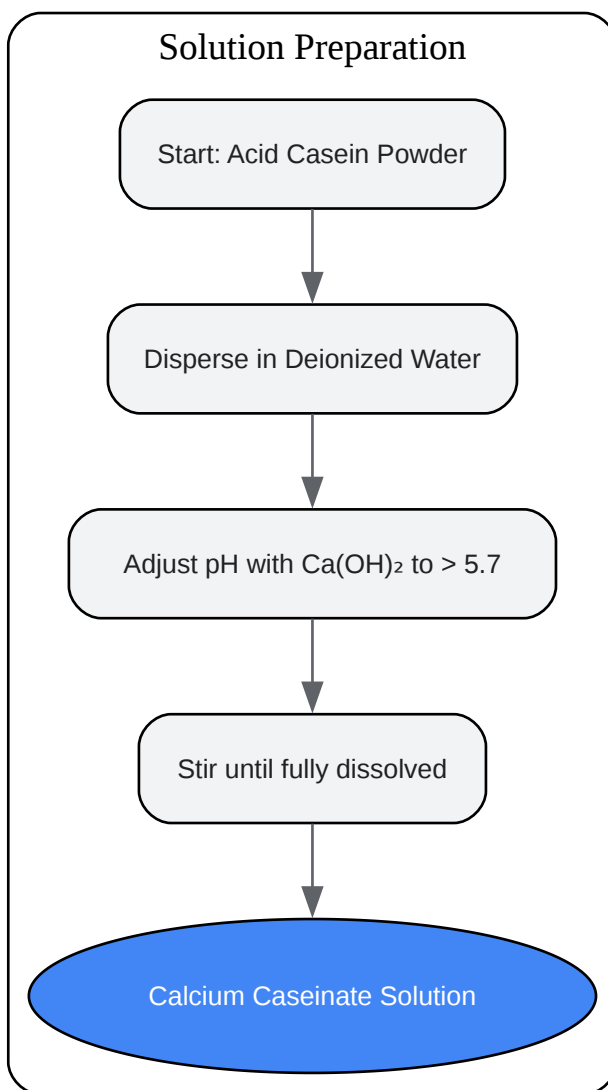 Solution Preparation
Start: Acid Casein Powder
Disperse in Deionized Water
Adjust pH with Ca(OH)₂ to > 5.7
Stir until fully dissolved
Calcium Caseinate Solution